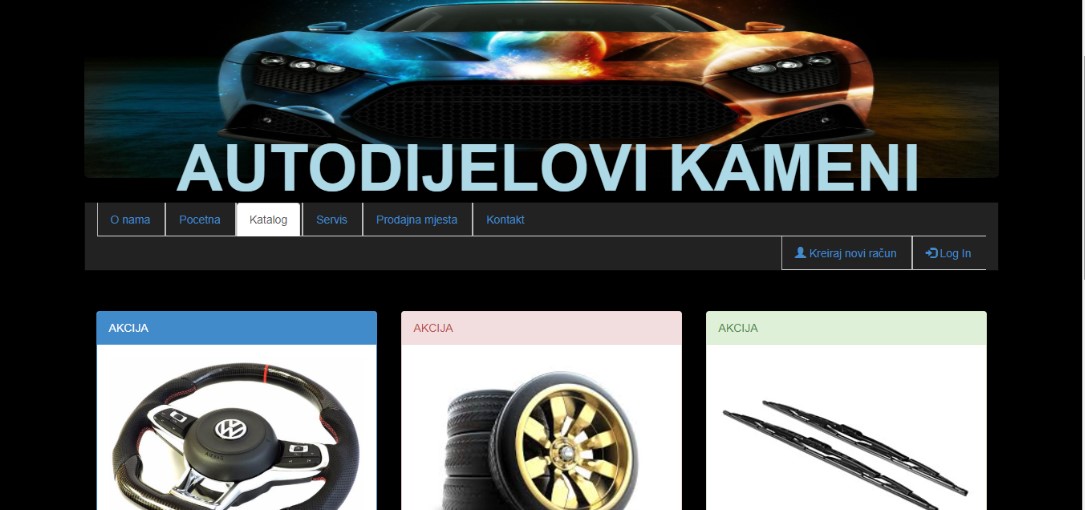 AUTODIJELOVI KAMENI
O nama Pocetna Katalog Servis Prodajna mjesta Kontakt
Kreiraj novi račun Log In
AKCIJA AKCIJA AKCIJA